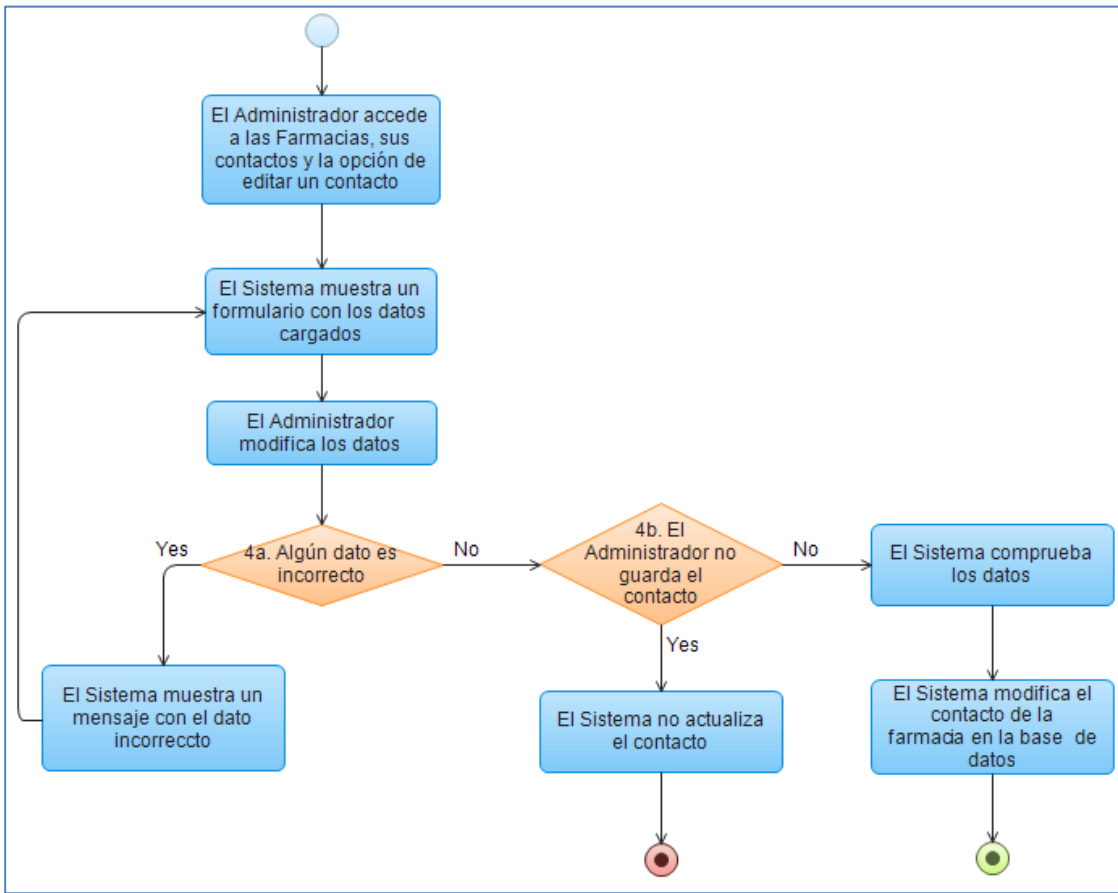 El Administrador accede
a las Farmacias, sus
contactos y la opción de
editar un contacto
El Sistema muestra un
formulario con los datos
cargados
El Administrador
modifica los datos
Yes
4a. Algún dato es
incorrecto
No
4b. El
Administrador no
guarda el
contacto
No
El Sistema comprueba
los datos
Yes
El Sistema muestra un
mensaje con el dato
incorreccto
El Sistema no actualiza
el contacto
El Sistema modifica el
contacto de la
farmacia en la base de
datos